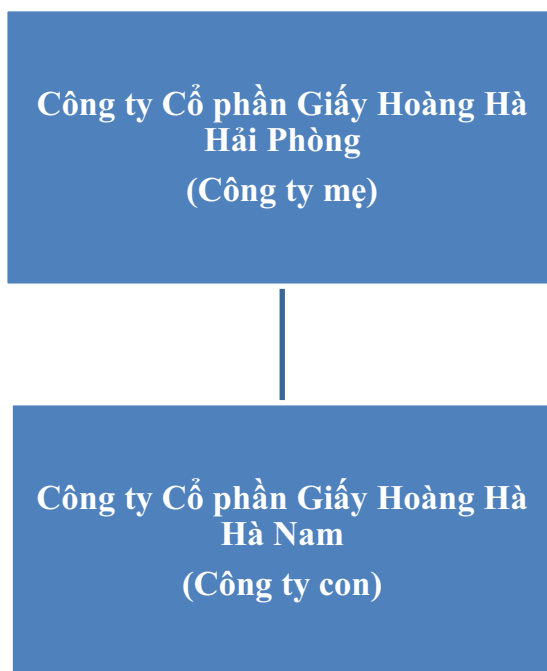 Công ty Cổ phần Giấy Hoàng Hà
Hải Phòng
(Công ty mẹ)
Công ty Cổ phần Giấy Hoàng Hà
Hà Nam
(Công ty con)